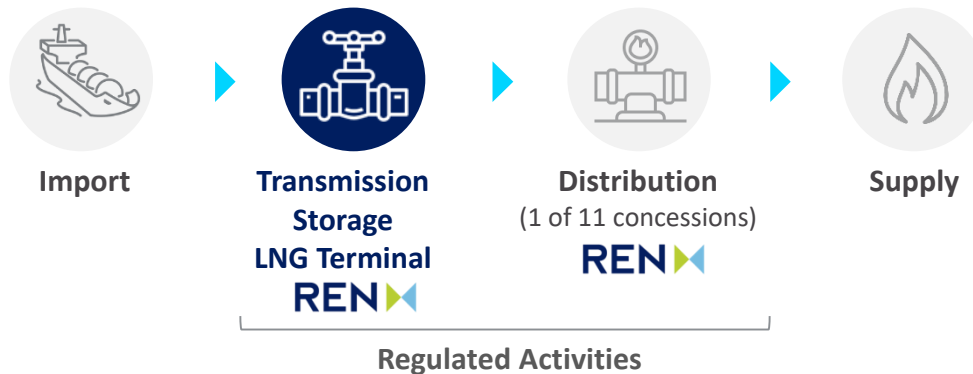 Import
Transmission
Storage
LNG Terminal
REN
Distribution
(1 of 11 concessions)
REN
Supply
Regulated Activities